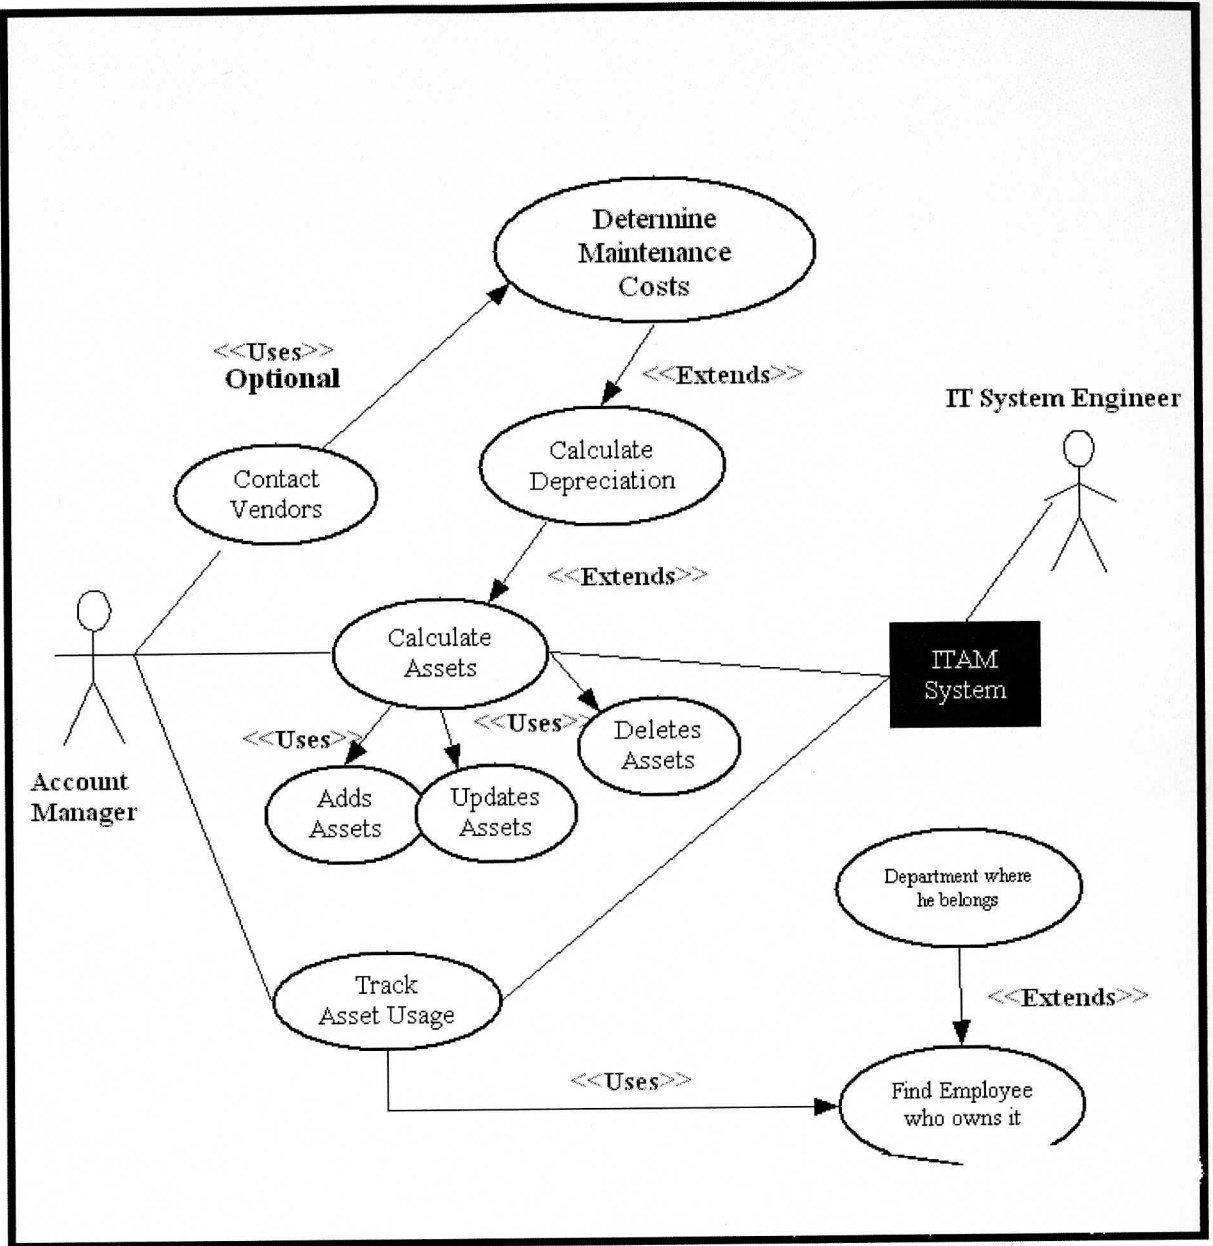 Determine
Maintenance
Costs
<<Uses>>
Optional
<<Extends>>
IT System Engineer
Contact
Vendors
Calculate
Depreciation
<<Extends>>
Calculate
Assets
ITAM
System
<<Uses>>
<<Uses>>
Deletes
Assets
Account
Manager
Adds
Assets
Updates
Assets
Department where
he belongs
Track
Asset Usage
<<Extends>>
<<Uses>>
Find Employee
who owns it